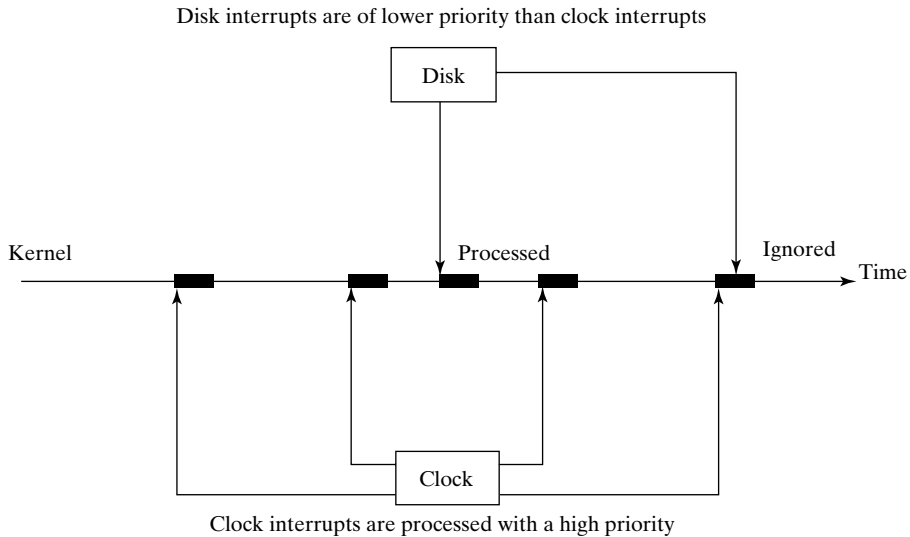 Disk interrupts are of lower priority than clock interrupts
Disk
Kernel
Processed
Ignored
Time
Clock
Clock interrupts are processed with a high priority